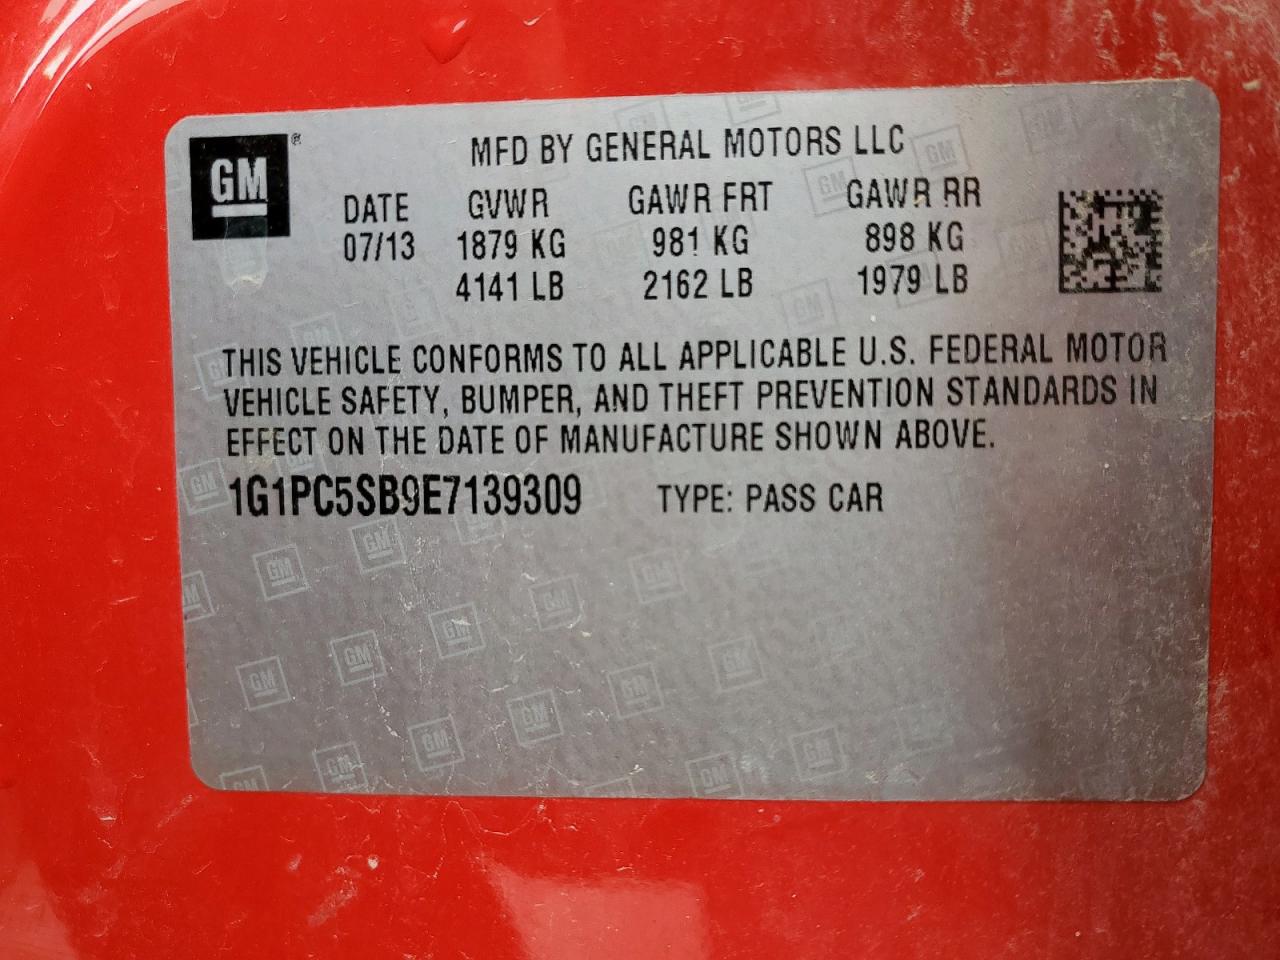 GM®
MFD BY GENERAL MOTORS LLC
DATE GVWR GAWR FRT GAWR RR
07/13 1879 KG 981 KG 898 KG
4141 LB 2162 LB 1979 LB
THIS VEHICLE CONFORMS TO ALL APPLICABLE U.S. FEDERAL MOTOR
VEHICLE SAFETY, BUMPER, AND THEFT PREVENTION STANDARDS IN
EFFECT ON THE DATE OF MANUFACTURE SHOWN ABOVE.
1G1PC5SB9E7139309 TYPE: PASS CAR